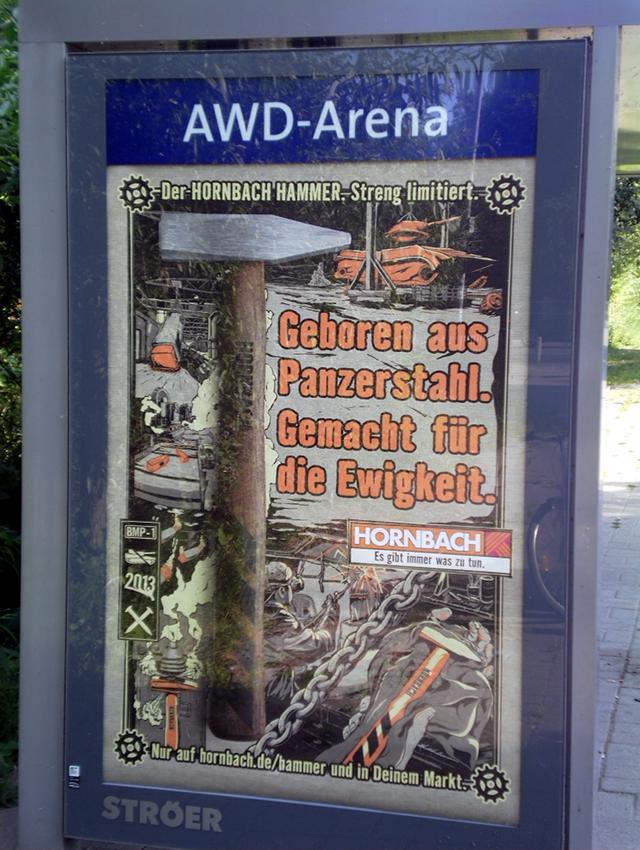 AWD-Arena
Der HORNBACH HAMMER. Streng limitiert.
Geboren aus
Panzerstahl.
Gemacht für
die Ewigkeit.
HORNBACH
Es gibt immer was zu tun.
BMP-1
2013
Nur auf hornbach.de/hammer und in Deinem Markt.
STRÖER